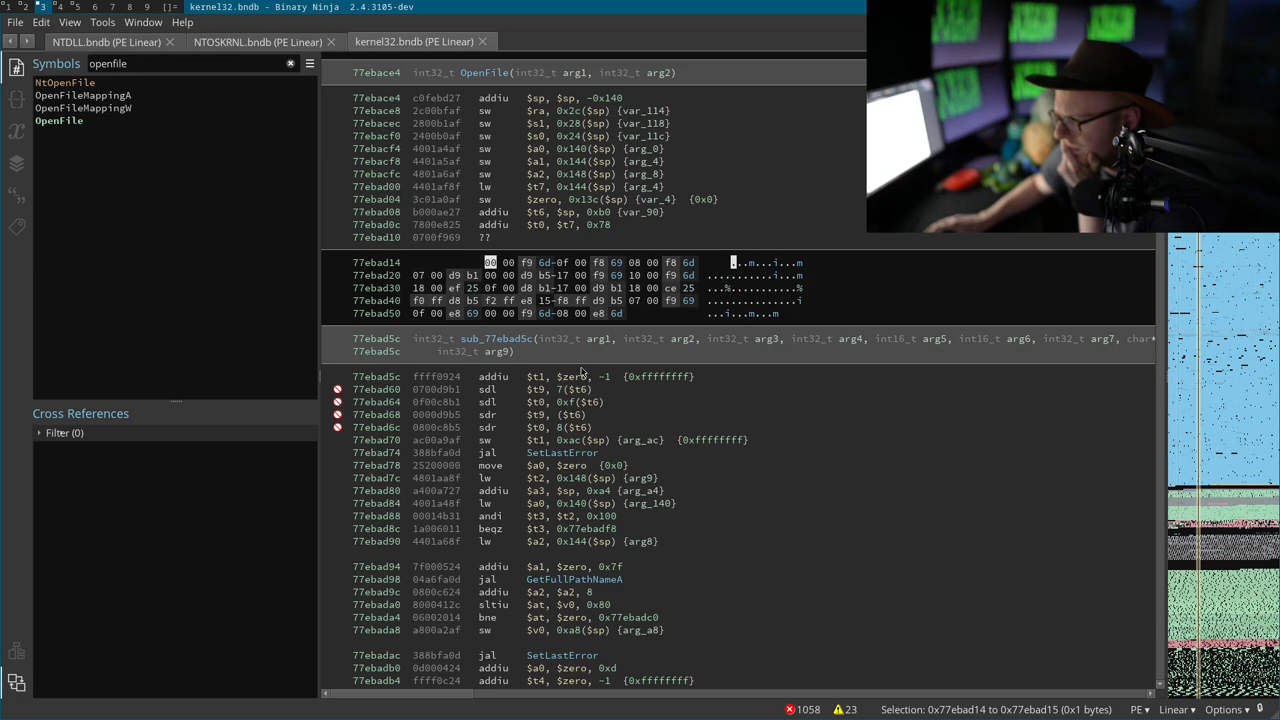 1 2 3 4 5 6 7 8 9 []= kernel32.bndb - Binary Ninja 2.4.3105-dev
File Edit View Tools Window Help
NTDLL.bndb (PE Linear) NTOSKRNL.bndb (PE Linear) kernel32.bndb (PE Linear)
Symbols openfile
NtOpenFile
OpenFileMappingA
OpenFileMappingW
OpenFile
Cross References
Filter (0)
77ebace4 int32_t OpenFile(int32_t arg1, int32_t arg2)
77ebace4 c0febd27 addiu $sp, $sp, -0x140
77ebace8 2c00bfaf sw $ra, 0x2c($sp) {var_114}
77ebacec 2800b1af sw $s1, 0x28($sp) {var_118}
77ebacf0 2400b0af sw $s0, 0x24($sp) {var_11c}
77ebacf4 4001a4af sw $a0, 0x140($sp) {arg_0}
77ebacf8 4401a5af sw $a1, 0x144($sp) {arg_4}
77ebacfc 4801a6af sw $a2, 0x148($sp) {arg_8}
77ebad00 4401af8f lw $t7, 0x144($sp) {arg_4}
77ebad04 3c01a0af sw $zero, 0x13c($sp) {var_4} {0x0}
77ebad08 b000ae27 addiu $t6, $sp, 0xb0 {var_90}
77ebad0c 7800e825 addiu $t0, $t7, 0x78
77ebad10 0700f969 ??
77ebad14 00 00 f9 6d-0f 00 f8 69 08 00 f8 6d ...m...i...m
77ebad20 07 00 d9 b1 00 00 d9 b5-17 00 f9 69 10 00 f9 6d ...........i...m
77ebad30 18 00 ef 25 0f 00 d8 b1-17 00 d9 b1 18 00 ce 25 ...%...........%
77ebad40 f0 ff d8 b5 f2 ff e8 15-f8 ff d9 b5 07 00 f9 69 ...............i
77ebad50 0f 00 e8 69 00 00 f9 6d-08 00 e8 6d ...i...m...m
77ebad5c int32_t sub_77ebad5c(int32_t arg1, int32_t arg2, int32_t arg3, int32_t arg4, int16_t arg5, int16_t arg6, int32_t arg7, char*
77ebad5c int32_t arg9)
77ebad5c ffff0924 addiu $t1, $zero, -1 {0xffffffff}
77ebad60 0700d9b1 sdl $t9, 7($t6)
77ebad64 0f00c8b1 sdl $t0, 0xf($t6)
77ebad68 0000d9b5 sdr $t9, ($t6)
77ebad6c 0800c8b5 sdr $t0, 8($t6)
77ebad70 ac00a9af sw $t1, 0xac($sp) {arg_ac} {0xffffffff}
77ebad74 388bfa0d jal SetLastError
77ebad78 25200000 move $a0, $zero {0x0}
77ebad7c 4801aa8f lw $t2, 0x148($sp) {arg9}
77ebad80 a400a727 addiu $a3, $sp, 0xa4 {arg_a4}
77ebad84 4001a48f lw $a0, 0x140($sp) {arg_140}
77ebad88 00014b31 andi $t3, $t2, 0x100
77ebad8c 1a006011 beqz $t3, 0x77ebadf8
77ebad90 4401a68f lw $a2, 0x144($sp) {arg8}
77ebad94 7f000524 addiu $a1, $zero, 0x7f
77ebad98 04a6fa0d jal GetFullPathNameA
77ebad9c 0800c624 addiu $a2, $a2, 8
77ebada0 8000412c sltiu $at, $v0, 0x80
77ebada4 06002014 bne $at, $zero, 0x77ebadc0
77ebada8 a800a2af sw $v0, 0xa8($sp) {arg_a8}
77ebadac 388bfa0d jal SetLastError
77ebadb0 0d000424 addiu $a0, $zero, 0xd
77ebadb4 ffff0c24 addiu $t4, $zero, -1 {0xffffffff}
1058 23 Selection: 0x77ebad14 to 0x77ebad15 (0x1 bytes) PE Linear Options